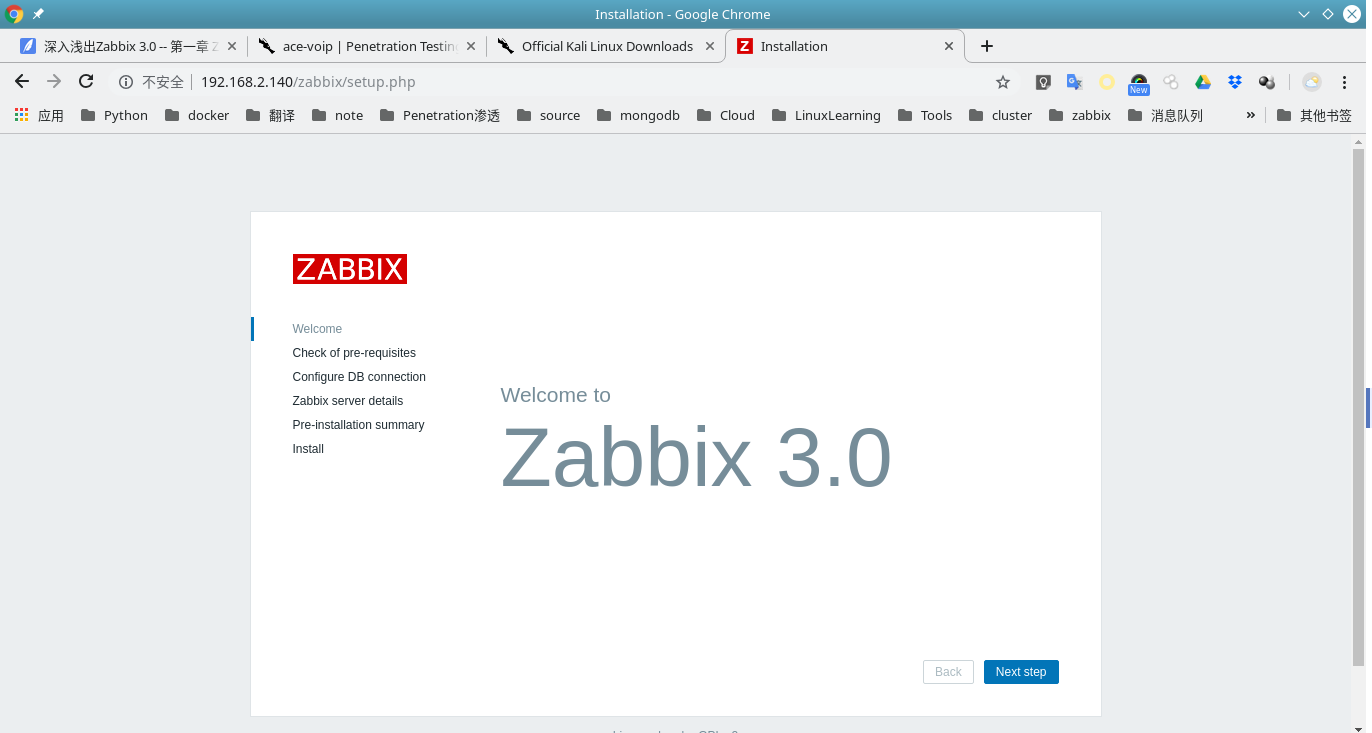 Installation - Google Chrome
深入浅出Zabbix 3.0 -- 第一章 Z
ace-voip | Penetration Testing
Official Kali Linux Downloads
Installation
不安全 | 192.168.2.140/zabbix/setup.php
New
应用 Python docker 翻译 note Penetration渗透 source mongodb Cloud LinuxLearning Tools cluster zabbix 消息队列 » 其他书签
ZABBIX
Welcome
Check of pre-requisites
Configure DB connection
Zabbix server details
Pre-installation summary
Install
Welcome to
Zabbix 3.0
Back Next step